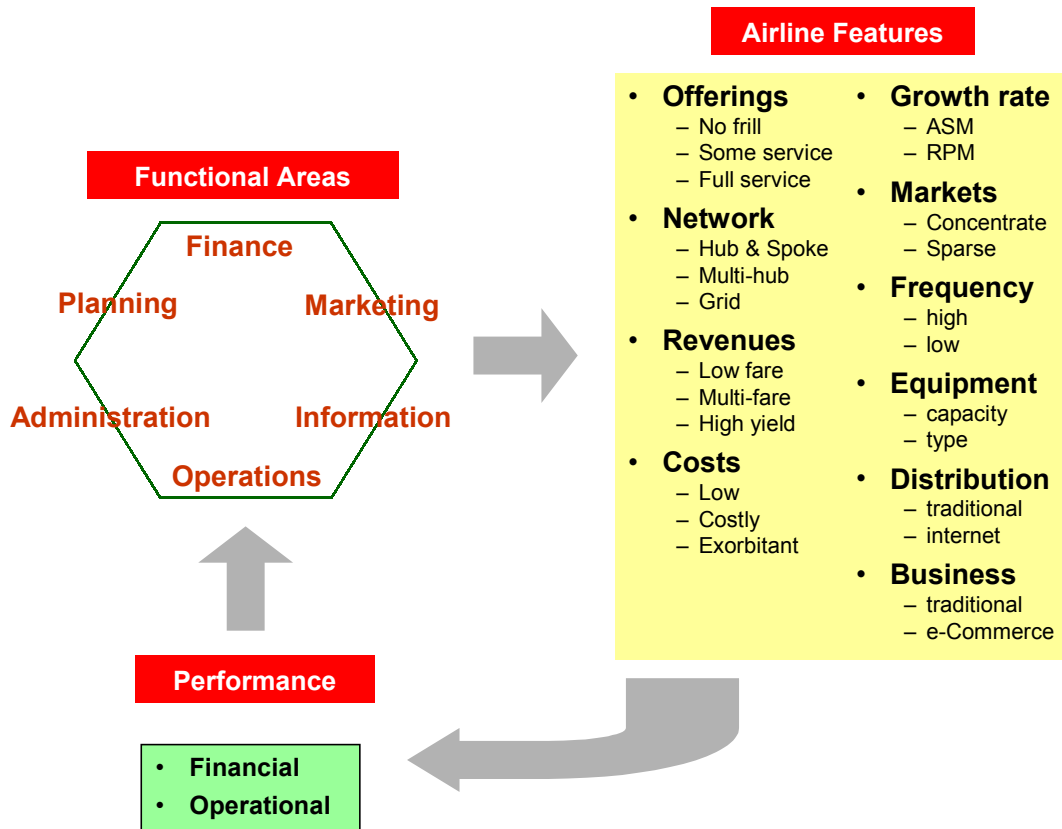 Airline Features
• Offerings
– No frill
– Some service
– Full service
• Network
– Hub & Spoke
– Multi-hub
– Grid
• Revenues
– Low fare
– Multi-fare
– High yield
• Costs
– Low
– Costly
– Exorbitant
• Growth rate
– ASM
– RPM
• Markets
– Concentrate
– Sparse
• Frequency
– high
– low
• Equipment
– capacity
– type
• Distribution
– traditional
– internet
• Business
– traditional
– e-Commerce
Functional Areas
Finance
Planning
Marketing
Administration
Information
Operations
Performance
• Financial
• Operational